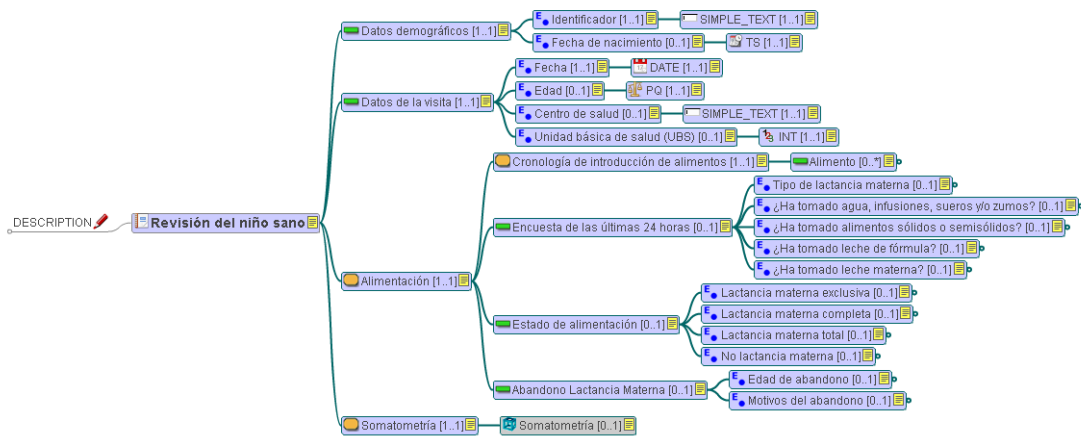 DESCRIPTION
Revisión del niño sano
Datos demográficos [1..1]
Identificador [1..1]
SIMPLE_TEXT [1..1]
Fecha de nacimiento [0..1]
TS [1..1]
Datos de la visita [1..1]
Fecha [1..1]
DATE [1..1]
Edad [0..1]
PQ [1..1]
Centro de salud [0..1]
SIMPLE_TEXT [1..1]
Unidad básica de salud (UBS) [0..1]
INT [1..1]
Alimentación [1..1]
Cronología de introducción de alimentos [1..1]
Alimento [0..*]
Encuesta de las últimas 24 horas [0..1]
Tipo de lactancia materna [0..1]
¿Ha tomado agua, infusiones, sueros y/o zumos? [0..1]
¿Ha tomado alimentos sólidos o semisólidos? [0..1]
¿Ha tomado leche de fórmula? [0..1]
¿Ha tomado leche materna? [0..1]
Estado de alimentación [0..1]
Lactancia materna exclusiva [0..1]
Lactancia materna completa [0..1]
Lactancia materna total [0..1]
No lactancia materna [0..1]
Abandono Lactancia Materna [0..1]
Edad de abandono [0..1]
Motivos del abandono [0..1]
Somatometría [1..1]
Somatometría [0..1]